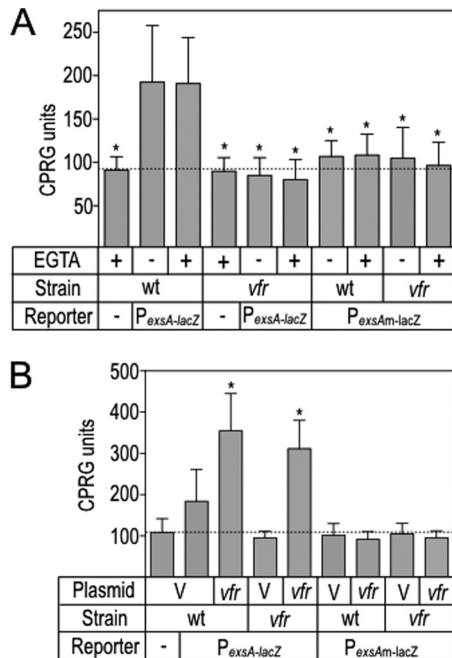 A
CPRG units
250
200
150
100
50
* * * * * * * *
EGTA + - + + - + - + - +
Strain wt vfr wt vfr
Reporter - PexsA-lacZ - PexsA-lacZ PexsAm-lacZ
B
CPRG units
500
400
300
200
100
* *
Plasmid V vfr V vfr V vfr V vfr
Strain wt vfr wt vfr
Reporter - PexsA-lacZ PexsAm-lacZ